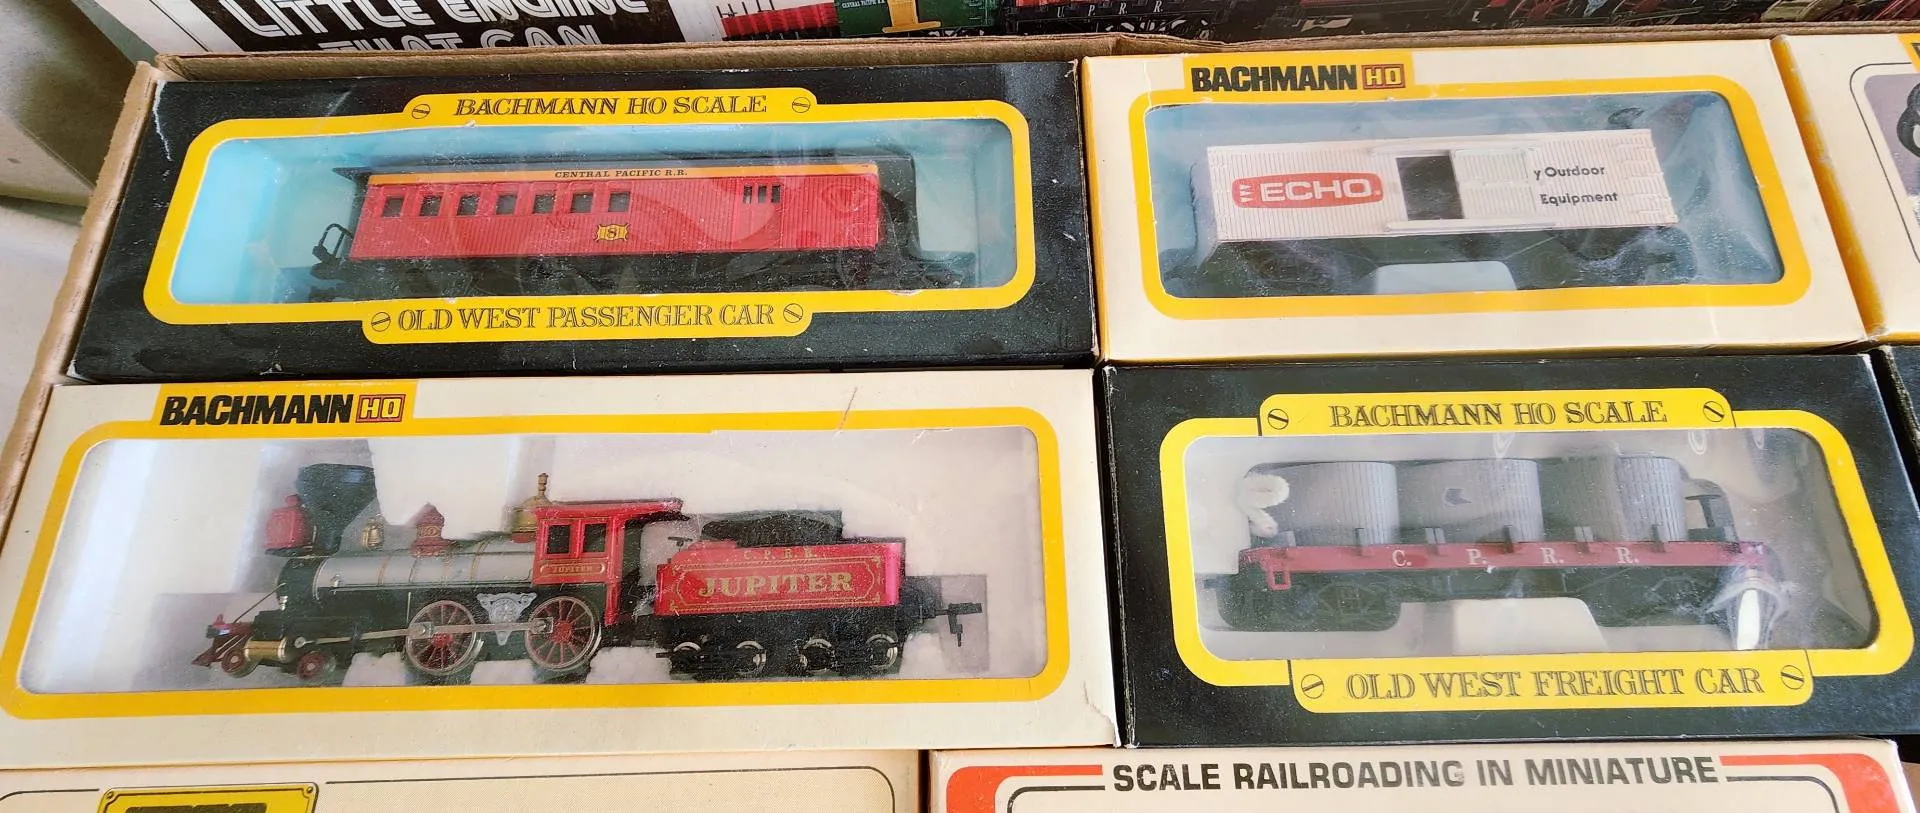 LITTLE ENGINE
THAT CAN
U P R R
BACHMANN HO SCALE
CENTRAL PACIFIC R.R.
8
OLD WEST PASSENGER CAR
BACHMANN HO
ECHO
y Outdoor
Equipment
BACHMANN HO
JUPITER
C. P. R. R.
JUPITER
BACHMANN HO SCALE
C. P. R. R.
OLD WEST FREIGHT CAR
SCALE RAILROADING IN MINIATURE